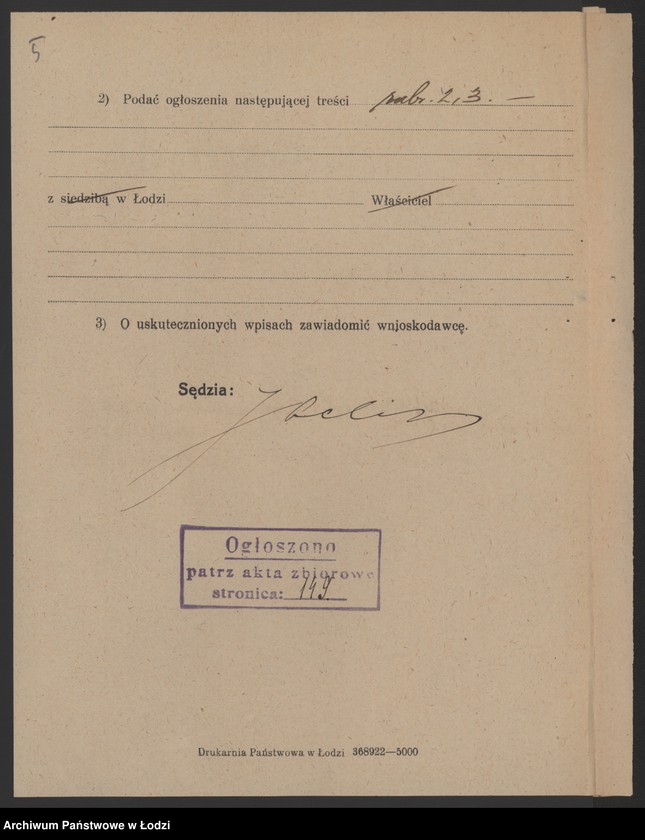 5
2) Podać ogłoszenia następującej treści rubr. 2, 3. —
z siedzibą w Łodzi Właściciel
3) O uskutecznionych wpisach zawiadomić wnjoskodawcę.
Sędzia:
Ogłoszono
patrz akta zbiorowe
stronica: 149
Drukarnia Państwowa w Łodzi 368922—5000
Archiwum Państwowe w Łodzi